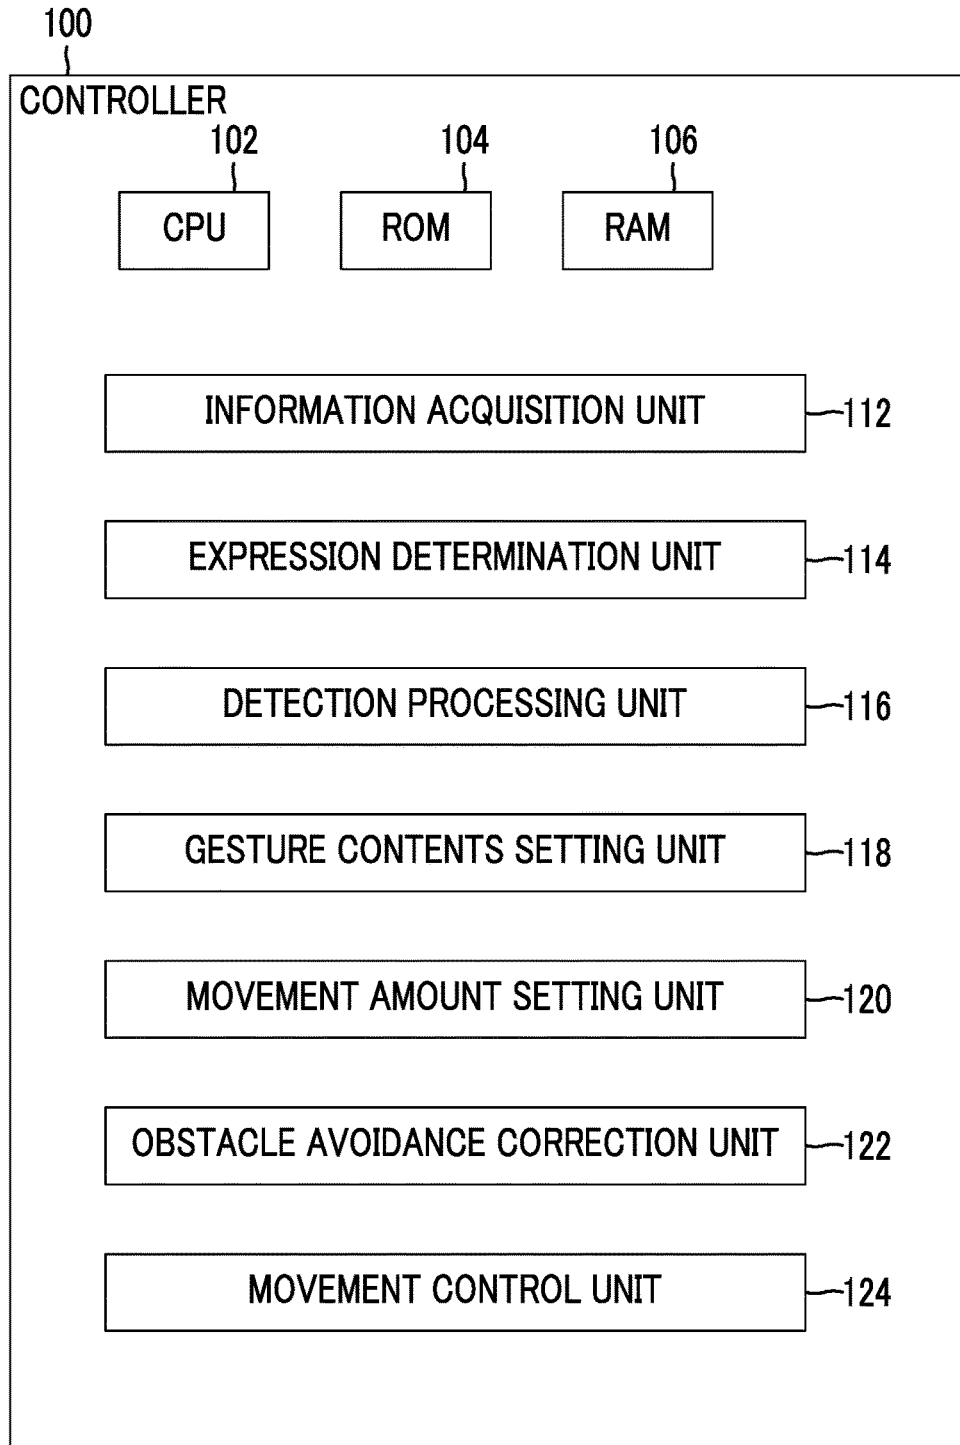 100
CONTROLLER
102 104 106
CPU ROM RAM
INFORMATION ACQUISITION UNIT 112
EXPRESSION DETERMINATION UNIT 114
DETECTION PROCESSING UNIT 116
GESTURE CONTENTS SETTING UNIT 118
MOVEMENT AMOUNT SETTING UNIT 120
OBSTACLE AVOIDANCE CORRECTION UNIT 122
MOVEMENT CONTROL UNIT 124